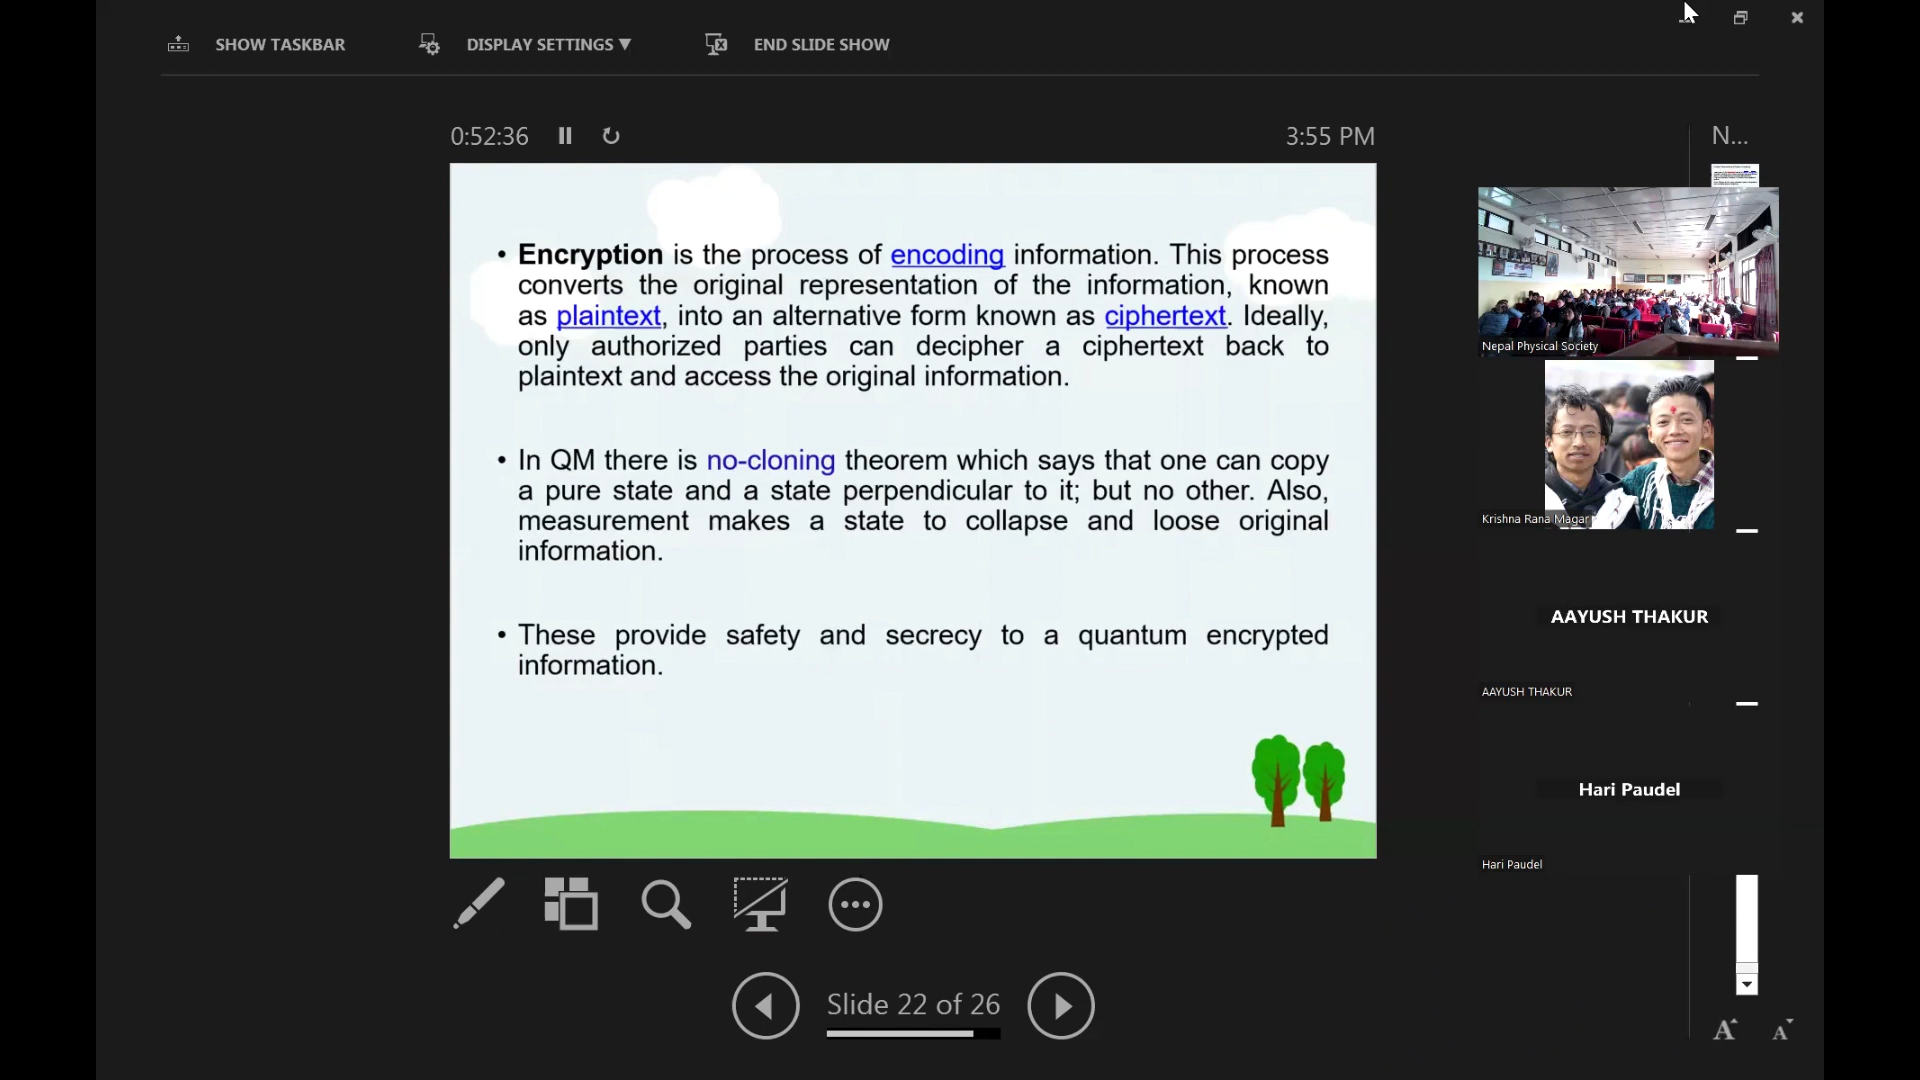 SHOW TASKBAR
DISPLAY SETTINGS ▼
END SLIDE SHOW
0:52:36
3:55 PM
N...
• Encryption is the process of encoding information. This process
converts the original representation of the information, known
as plaintext, into an alternative form known as ciphertext. Ideally,
only authorized parties can decipher a ciphertext back to
plaintext and access the original information.
• In QM there is no-cloning theorem which says that one can copy
a pure state and a state perpendicular to it; but no other. Also,
measurement makes a state to collapse and loose original
information.
• These provide safety and secrecy to a quantum encrypted
information.
Nepal Physical Society
Krishna Rana Magar
AAYUSH THAKUR
AAYUSH THAKUR
Hari Paudel
Hari Paudel
Slide 22 of 26
A A